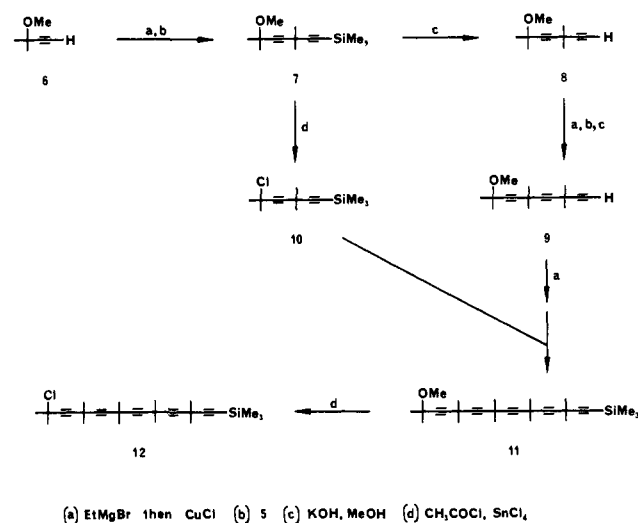 OMe
H
6
a, b
OMe
SiMe₃
7
c
OMe
H
8
d
a, b, c
Cl
SiMe₃
10
OMe
H
9
a
Cl
SiMe₃
12
d
OMe
SiMe₃
11
(a) EtMgBr then CuCl (b) 5 (c) KOH, MeOH (d) CH₃COCl, SnCl₄